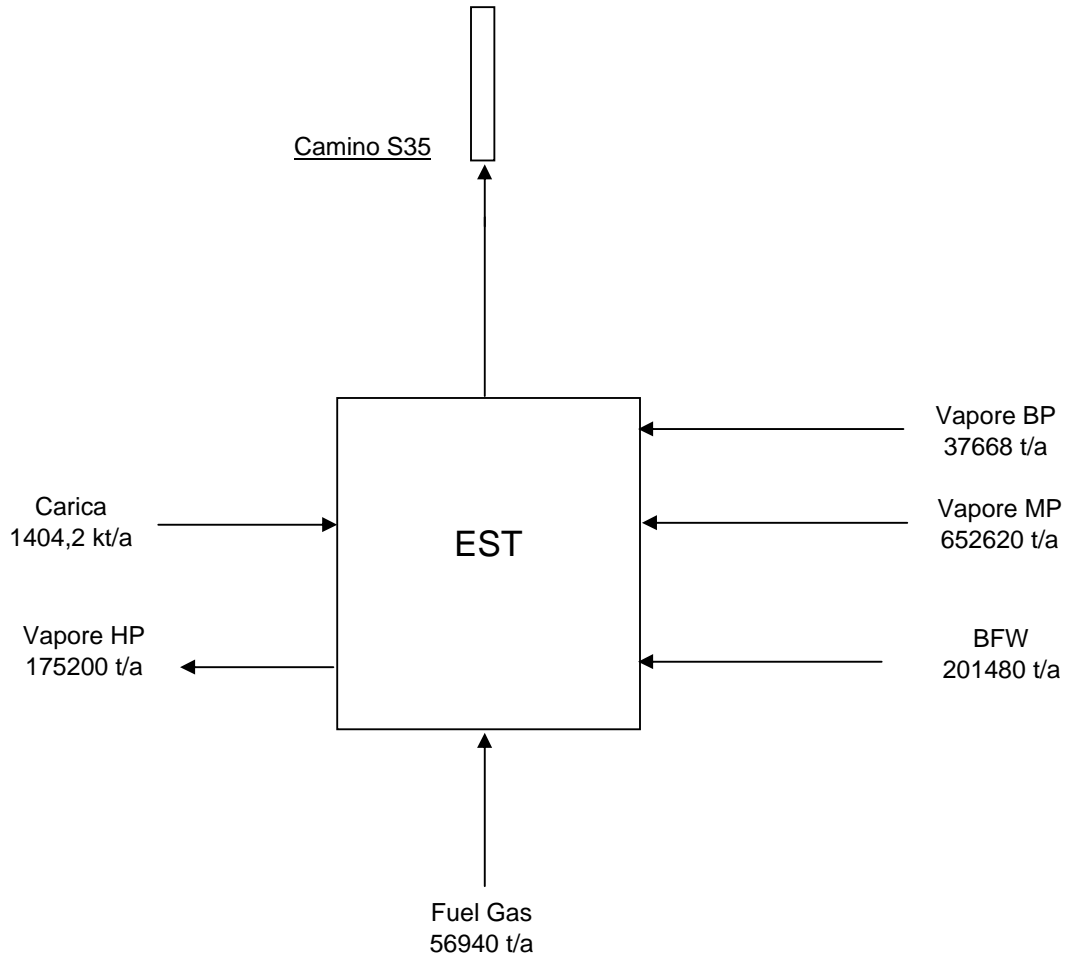 Camino S35
Vapore BP
37668 t/a
Carica
1404,2 kt/a
EST
Vapore MP
652620 t/a
Vapore HP
175200 t/a
BFW
201480 t/a
Fuel Gas
56940 t/a